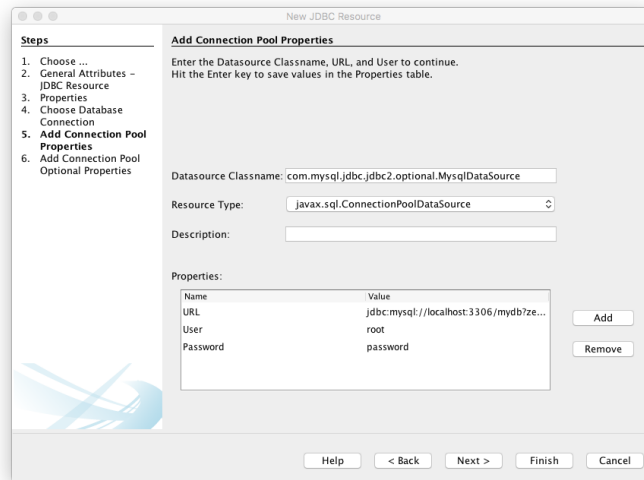 New JDBC Resource
Steps
1. Choose ...
2. General Attributes –
JDBC Resource
3. Properties
4. Choose Database
Connection
5. Add Connection Pool
Properties
6. Add Connection Pool
Optional Properties
Add Connection Pool Properties
Enter the Datasource Classname, URL, and User to continue.
Hit the Enter key to save values in the Properties table.
Datasource Classname: com.mysql.jdbc.jdbc2.optional.MysqlDataSource
Resource Type: javax.sql.ConnectionPoolDataSource
Description:
Properties:
Name Value
URL jdbc:mysql://localhost:3306/mydb?ze...
User root
Password password
Add
Remove
Help < Back Next > Finish Cancel